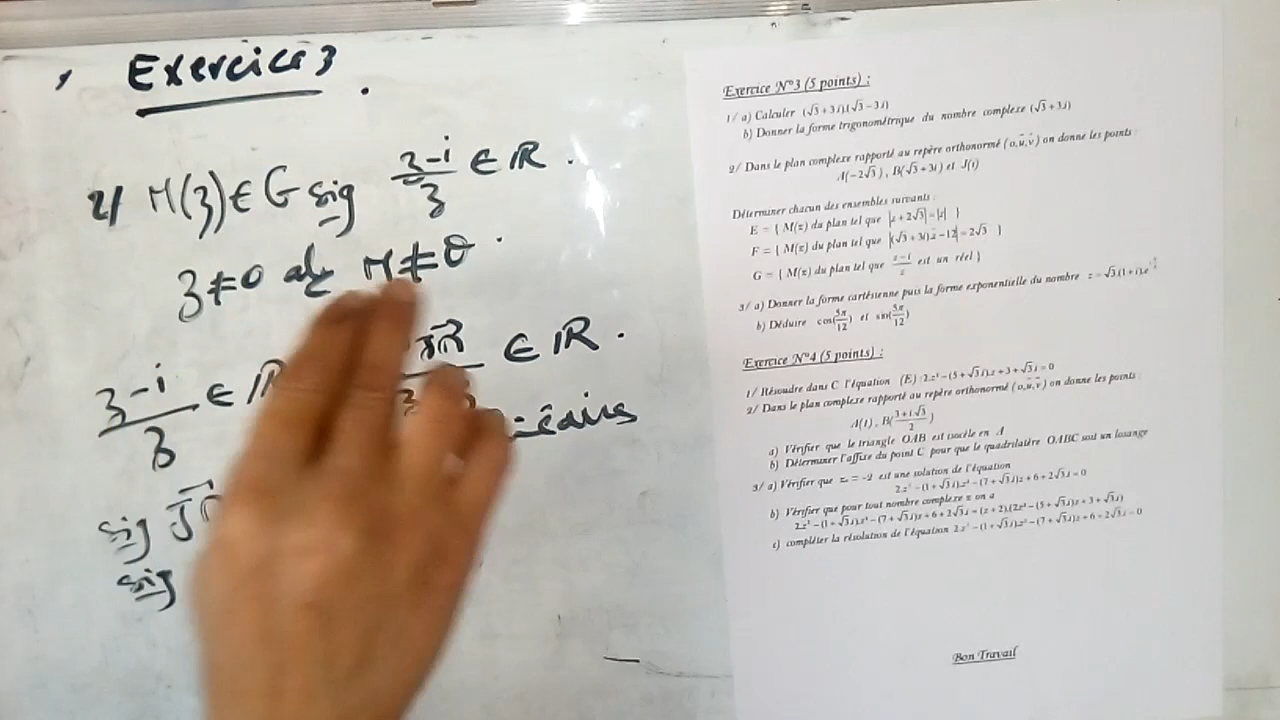 Exercice 3
2/ M(z) ∈ G sig z-i/z ∈ ℝ.
z≠0 alz M≠O.
z-i/z ∈ ℝ ∈ ℝ.
sig
sig
Exercice N°3 (5 points) :
1/ a) Calculer (√3+3i).(√3-3i)
b) Donner la forme trigonométrique du nombre complexe (√3+3i)
2/ Dans le plan complexe rapporté au repère orthonormé (o,u,v) on donne les points :
A(-2√3), B(√3+3i) et J(i)
Déterminer chacun des ensembles suivants :
E = { M(z) du plan tel que |z+2√3|=|z| }
F = { M(z) du plan tel que |(√3+3i).z-12|=2√3 }
G = { M(z) du plan tel que z-i/z est un réel }
3/ a) Donner la forme cartésienne puis la forme exponentielle du nombre z=√3.(1+i).e
b) Déduire cos(5π/12) et sin(5π/12)
Exercice N°4 (5 points) :
1/ Résoudre dans C l'équation (E) : 2.z²-(5+√3.i).z+3+√3.i=0
2/ Dans le plan complexe rapporté au repère orthonormé (o,u,v) on donne les points :
A(1), B(3+i√3/2)
a) Vérifier que le triangle OAB est isocèle en A
b) Déterminer l'affixe du point C pour que le quadrilatère OABC soit un losange
3/ a) Vérifier que z₀=-2 est une solution de l'équation
2.z³-(1+√3.i).z²-(7+√3.i)z+6+2√3.i=0
b) Vérifier que pour tout nombre complexe z on a
2z³-(1+√3.i).z²-(7+√3.i)z+6+2√3.i=(z+2).(2z²-(5+√3.i)z+3+√3.i)
c) compléter la résolution de l'équation 2.z³-(1+√3.i).z²-(7+√3.i)z+6+2√3.i=0
Bon Travail